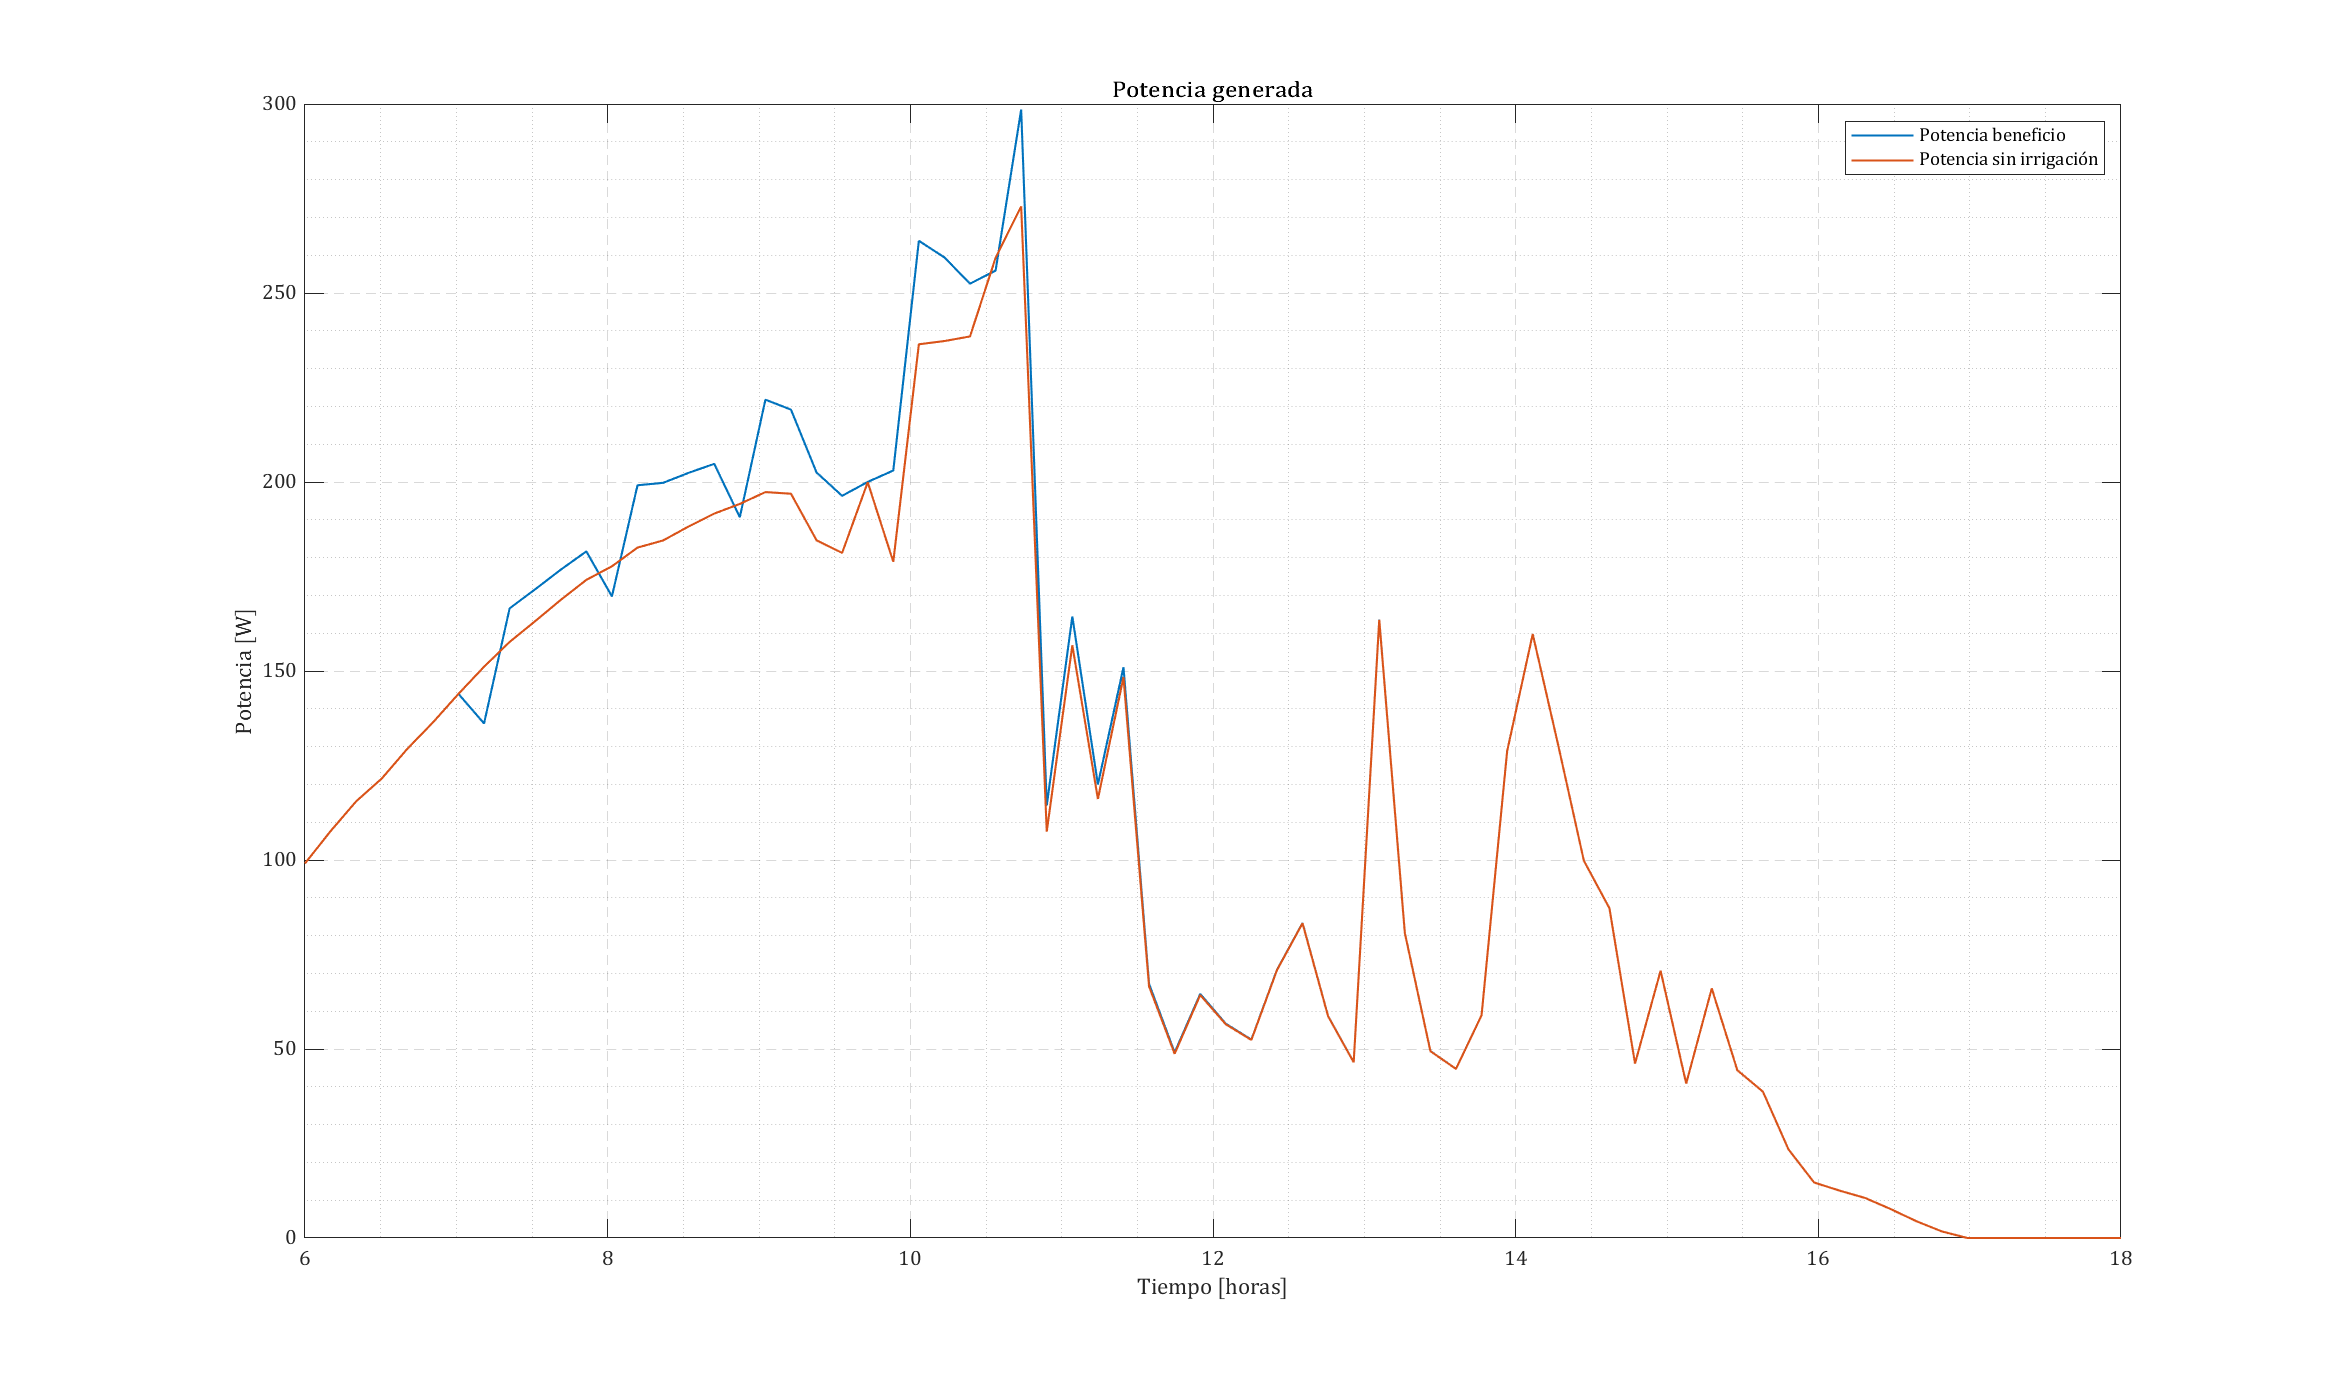 Potencia generada
300
250
200
150
100
50
0
Potencia [W]
Potencia beneficio
Potencia sin irrigación
6 8 10 12 14 16 18
Tiempo [horas]